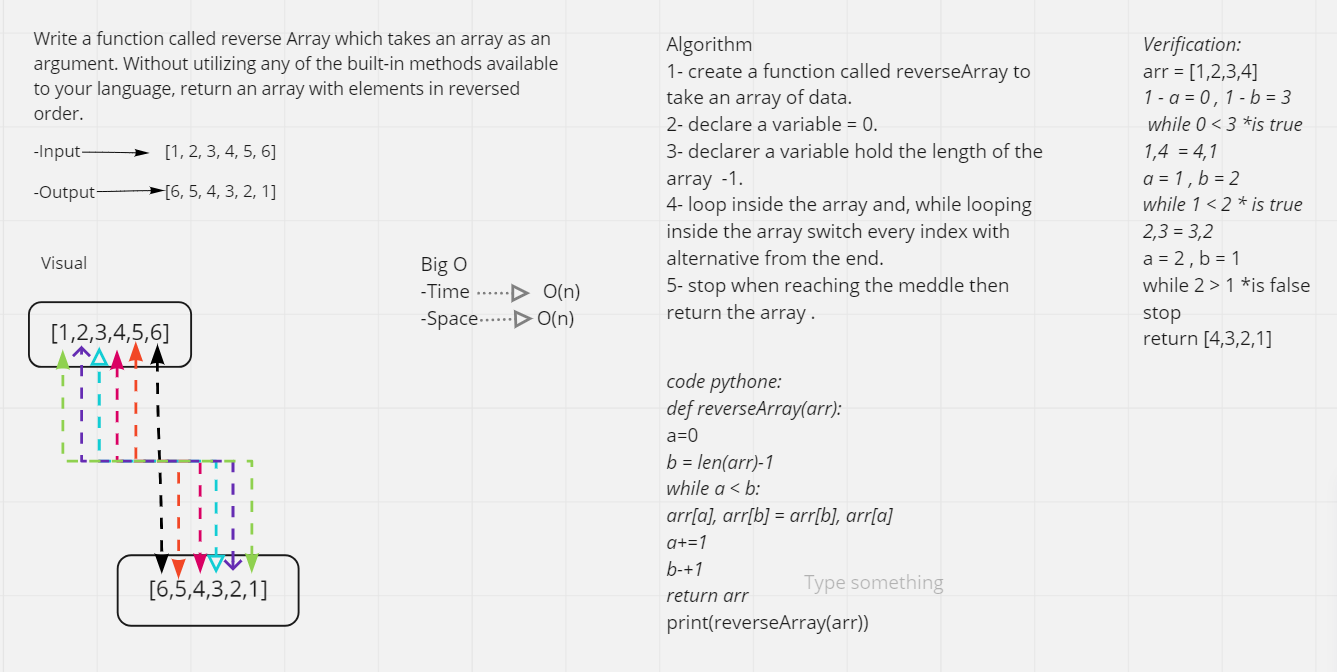 Write a function called reverse Array which takes an array as an
argument. Without utilizing any of the built-in methods available
to your language, return an array with elements in reversed
order.
-Input [1, 2, 3, 4, 5, 6]
-Output [6, 5, 4, 3, 2, 1]
Visual
[1,2,3,4,5,6]
[6,5,4,3,2,1]
Big O
-Time O(n)
-Space O(n)
Algorithm
1- create a function called reverseArray to
take an array of data.
2- declare a variable = 0.
3- declarer a variable hold the length of the
array -1.
4- loop inside the array and, while looping
inside the array switch every index with
alternative from the end.
5- stop when reaching the meddle then
return the array .
code pythone:
def reverseArray(arr):
a=0
b = len(arr)-1
while a < b:
arr[a], arr[b] = arr[b], arr[a]
a+=1
b-+1
return arr
print(reverseArray(arr))
Type something
Verification:
arr = [1,2,3,4]
1 - a = 0 , 1 - b = 3
while 0 < 3 *is true
1,4 = 4,1
a = 1 , b = 2
while 1 < 2 * is true
2,3 = 3,2
a = 2 , b = 1
while 2 > 1 *is false
stop
return [4,3,2,1]